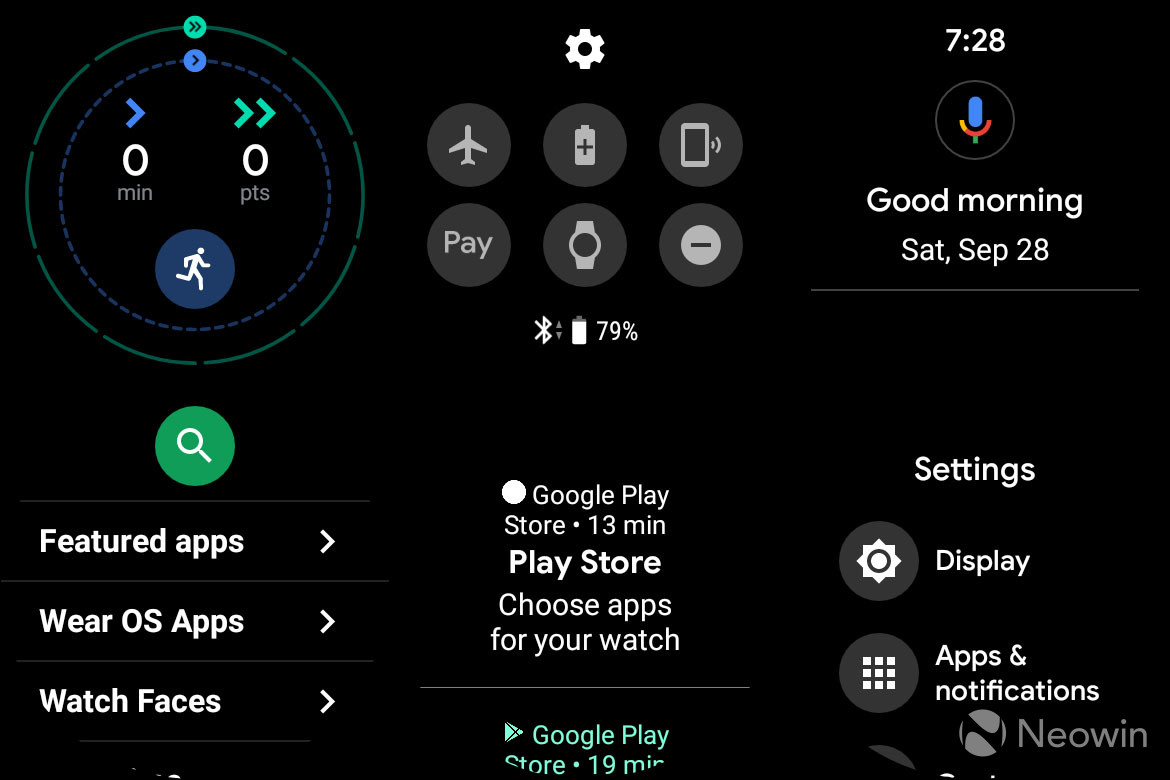 0
0
min
pts
Pay
79%
7:28
Good morning
Sat, Sep 28
Featured apps
Wear OS Apps
Watch Faces
Google Play
Store • 13 min
Play Store
Choose apps
for your watch
Google Play
Store • 19 min
Settings
Display
Apps &
notifications
Neowin